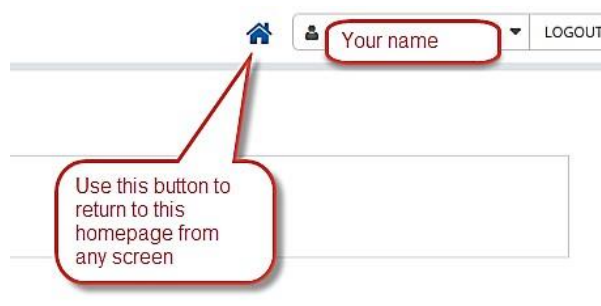 Your name
LOGOUT
Use this button to
return to this
homepage from
any screen